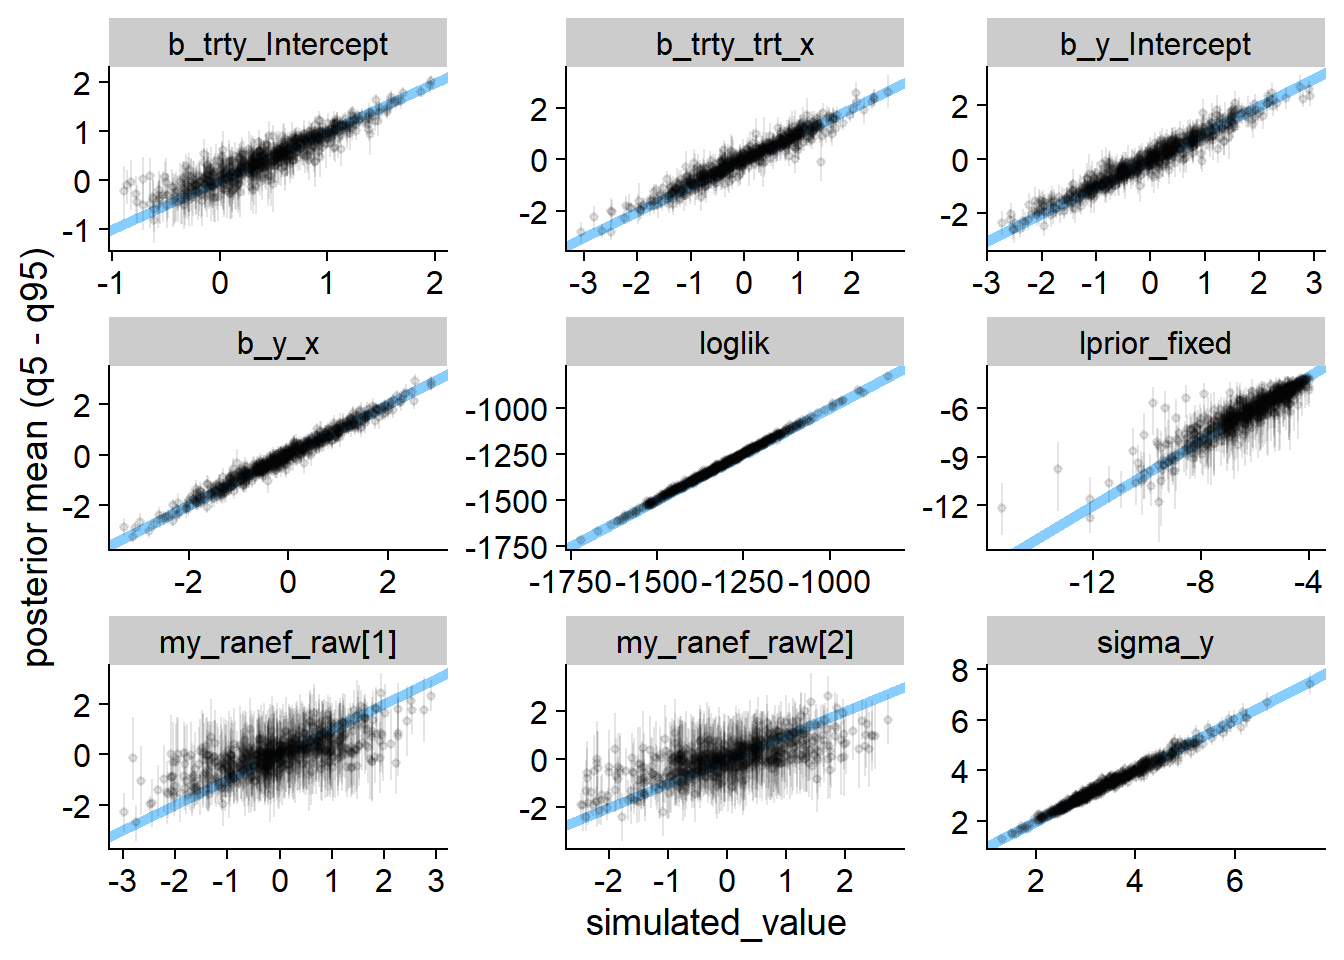 b_trty_Intercept
b_trty_trt_x
b_y_Intercept
2
1
0
-1
-1 0 1 2
2
0
-2
-3 -2 -1 0 1 2
2
0
-2
-3 -2 -1 0 1 2 3
posterior mean (q5 - q95)
b_y_x
loglik
lprior_fixed
2
0
-2
-2 0 2
-1000
-1250
-1500
-1750
-1750 -1500 -1250 -1000
-6
-9
-12
-12 -8 -4
my_ranef_raw[1]
my_ranef_raw[2]
sigma_y
2
0
-2
-3 -2 -1 0 1 2 3
2
0
-2
-2 -1 0 1 2
8
6
4
2
2 4 6
simulated_value